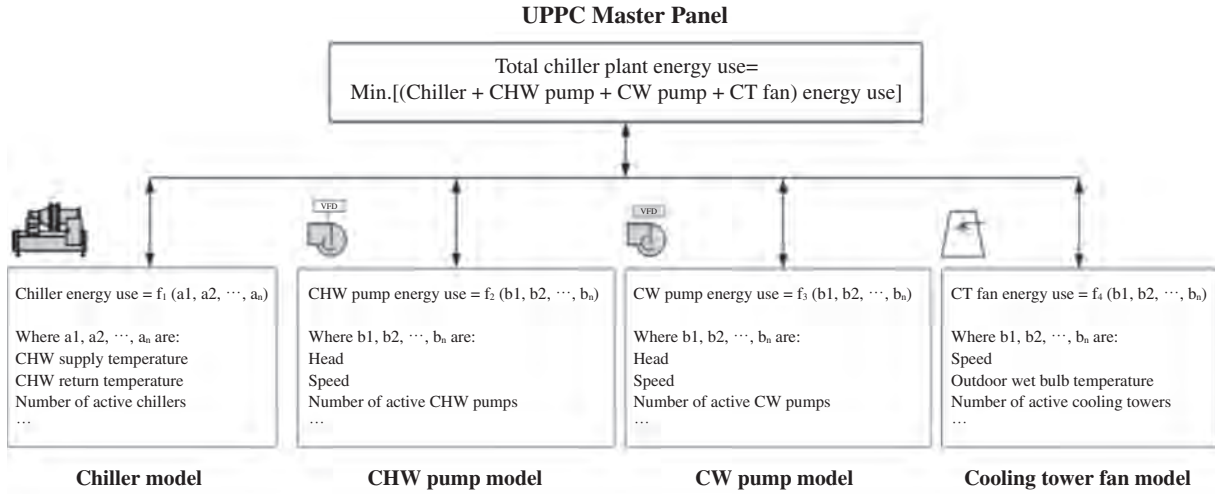 UPPC Master Panel
Total chiller plant energy use=
Min.[(Chiller + CHW pump + CW pump + CT fan) energy use]
VFD
VFD
Chiller energy use = f₁ (a1, a2, ⋯, aₙ)
Where a1, a2, ⋯, aₙ are:
CHW supply temperature
CHW return temperature
Number of active chillers
⋯
CHW pump energy use = f₂ (b1, b2, ⋯, bₙ)
Where b1, b2, ⋯, bₙ are:
Head
Speed
Number of active CHW pumps
⋯
CW pump energy use = f₃ (b1, b2, ⋯, bₙ)
Where b1, b2, ⋯, bₙ are:
Head
Speed
Number of active CW pumps
⋯
CT fan energy use = f₄ (b1, b2, ⋯, bₙ)
Where b1, b2, ⋯, bₙ are:
Speed
Outdoor wet bulb temperature
Number of active cooling towers
⋯
Chiller model
CHW pump model
CW pump model
Cooling tower fan model